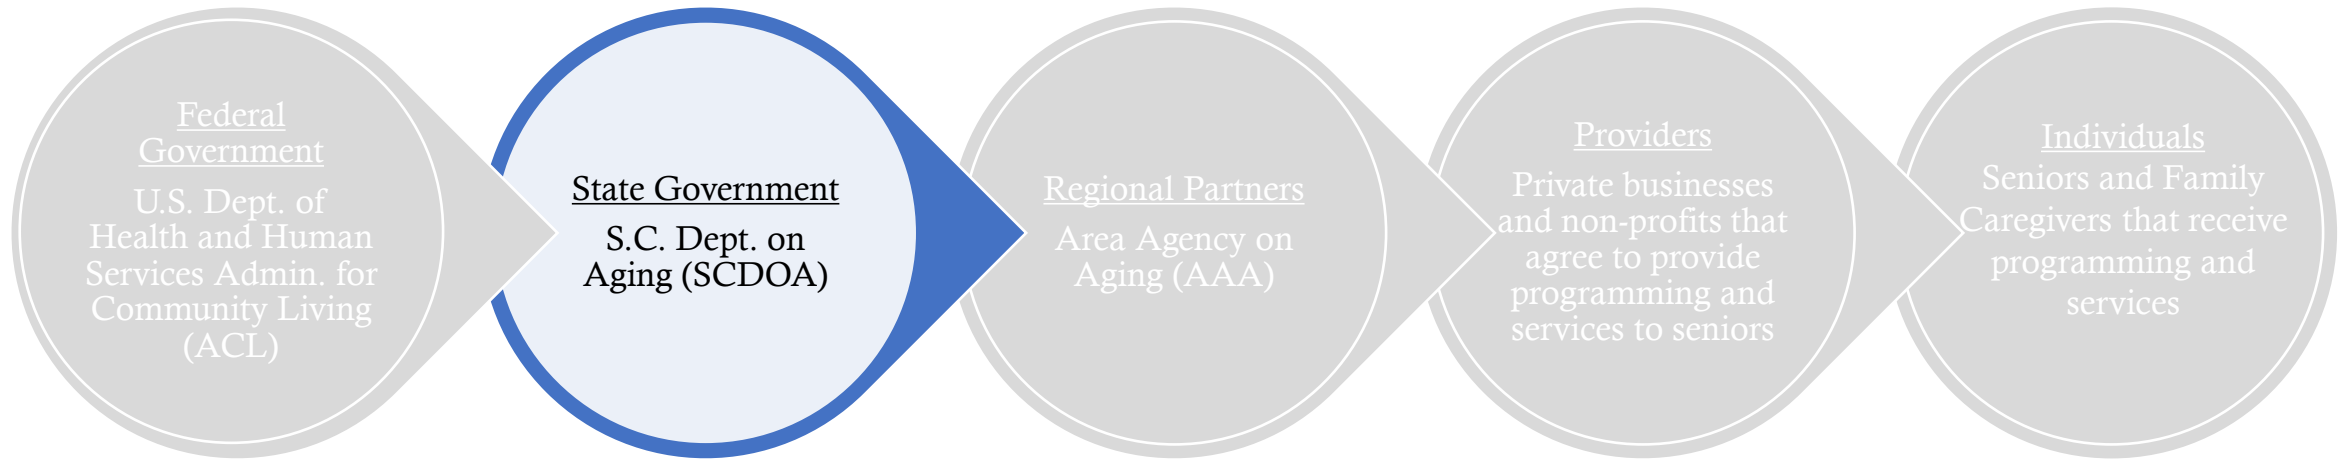 Federal
Government
U.S. Dept. of
Health and Human
Services Admin. for
Community Living
(ACL)
State Government
S.C. Dept. on
Aging (SCDOA)
Regional Partners
Area Agency on
Aging (AAA)
Providers
Private businesses
and non-profits that
agree to provide
programming and
services to seniors
Individuals
Seniors and Family
Caregivers that receive
programming and
services